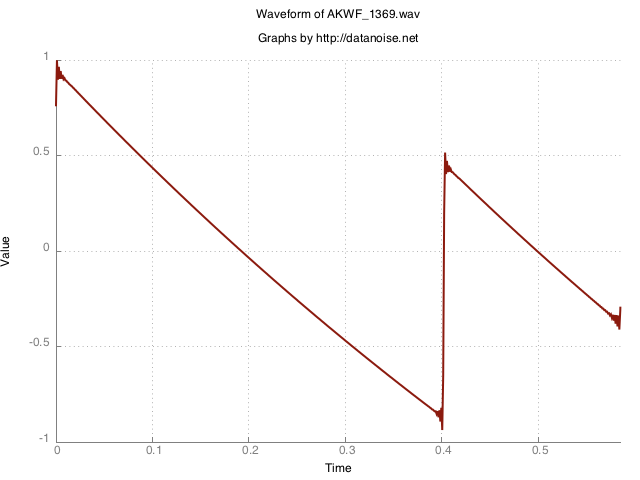 Waveform of AKWF_1369.wav
Graphs by http://datanoise.net
1
0.5
0
-0.5
-1
Value
0 0.1 0.2 0.3 0.4 0.5
Time